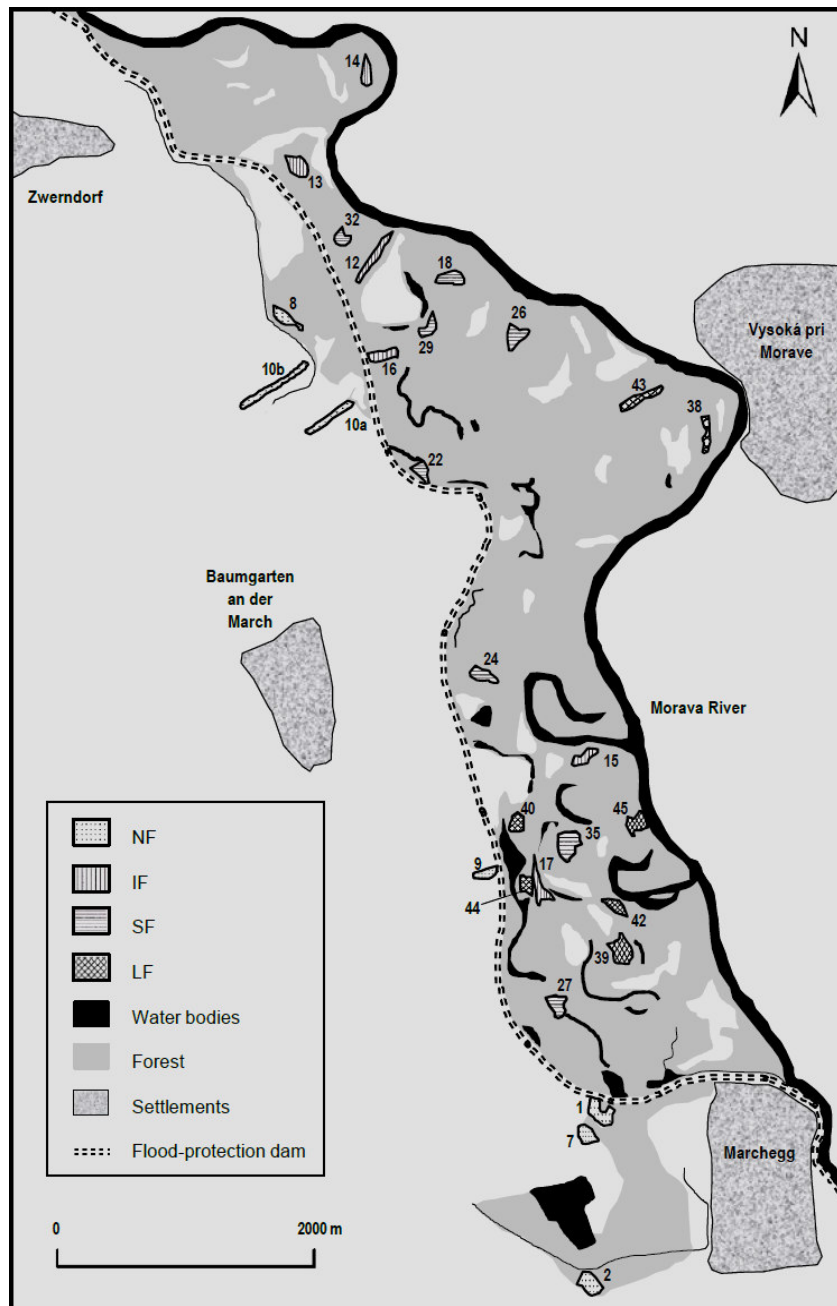 N
14
Zwerndorf
13
32
12
18
8
26
Vysoká pri
Morave
29
16
10b
43
38
10a
22
Baumgarten
an der
March
24
Morava River
15
40
45
35
9
17
44
42
39
27
NF
IF
SF
LF
Water bodies
Forest
Settlements
Flood-protection dam
1
7
Marchegg
0
2000 m
2